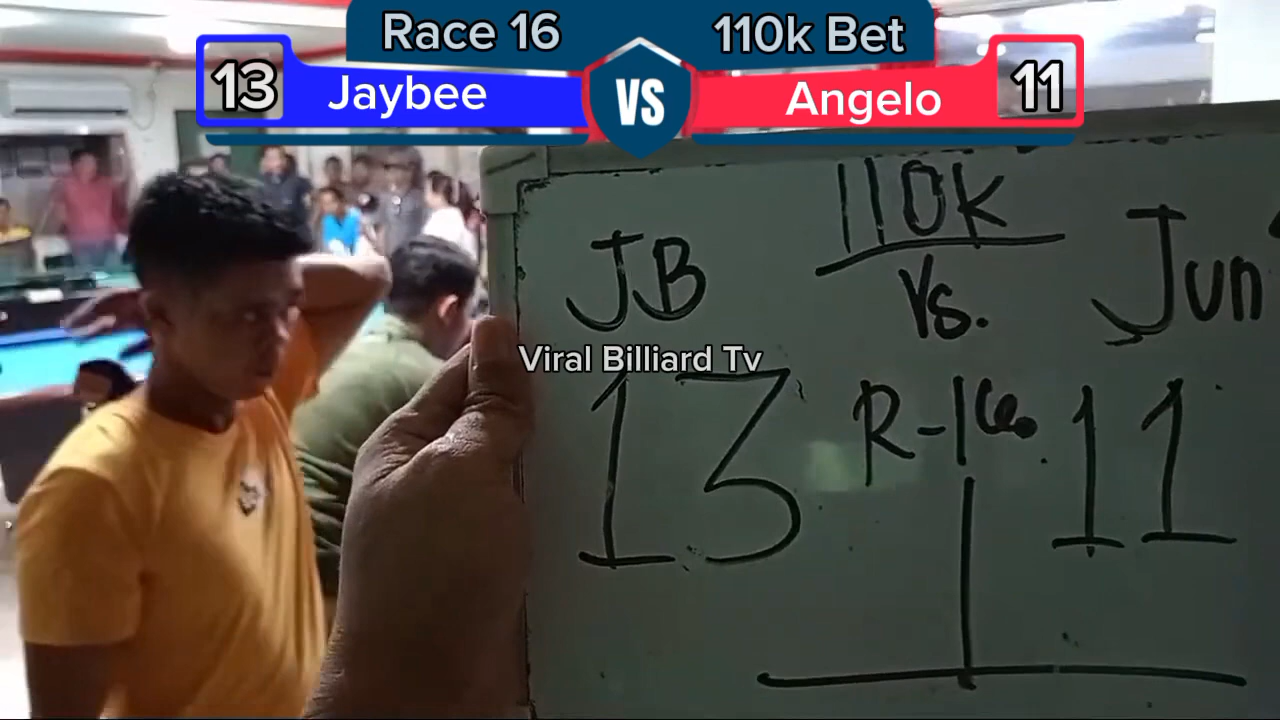 Race 16
110k Bet
13 Jaybee VS Angelo 11
110k
JB Vs. Jun
Viral Billiard Tv
13 R-16. 11